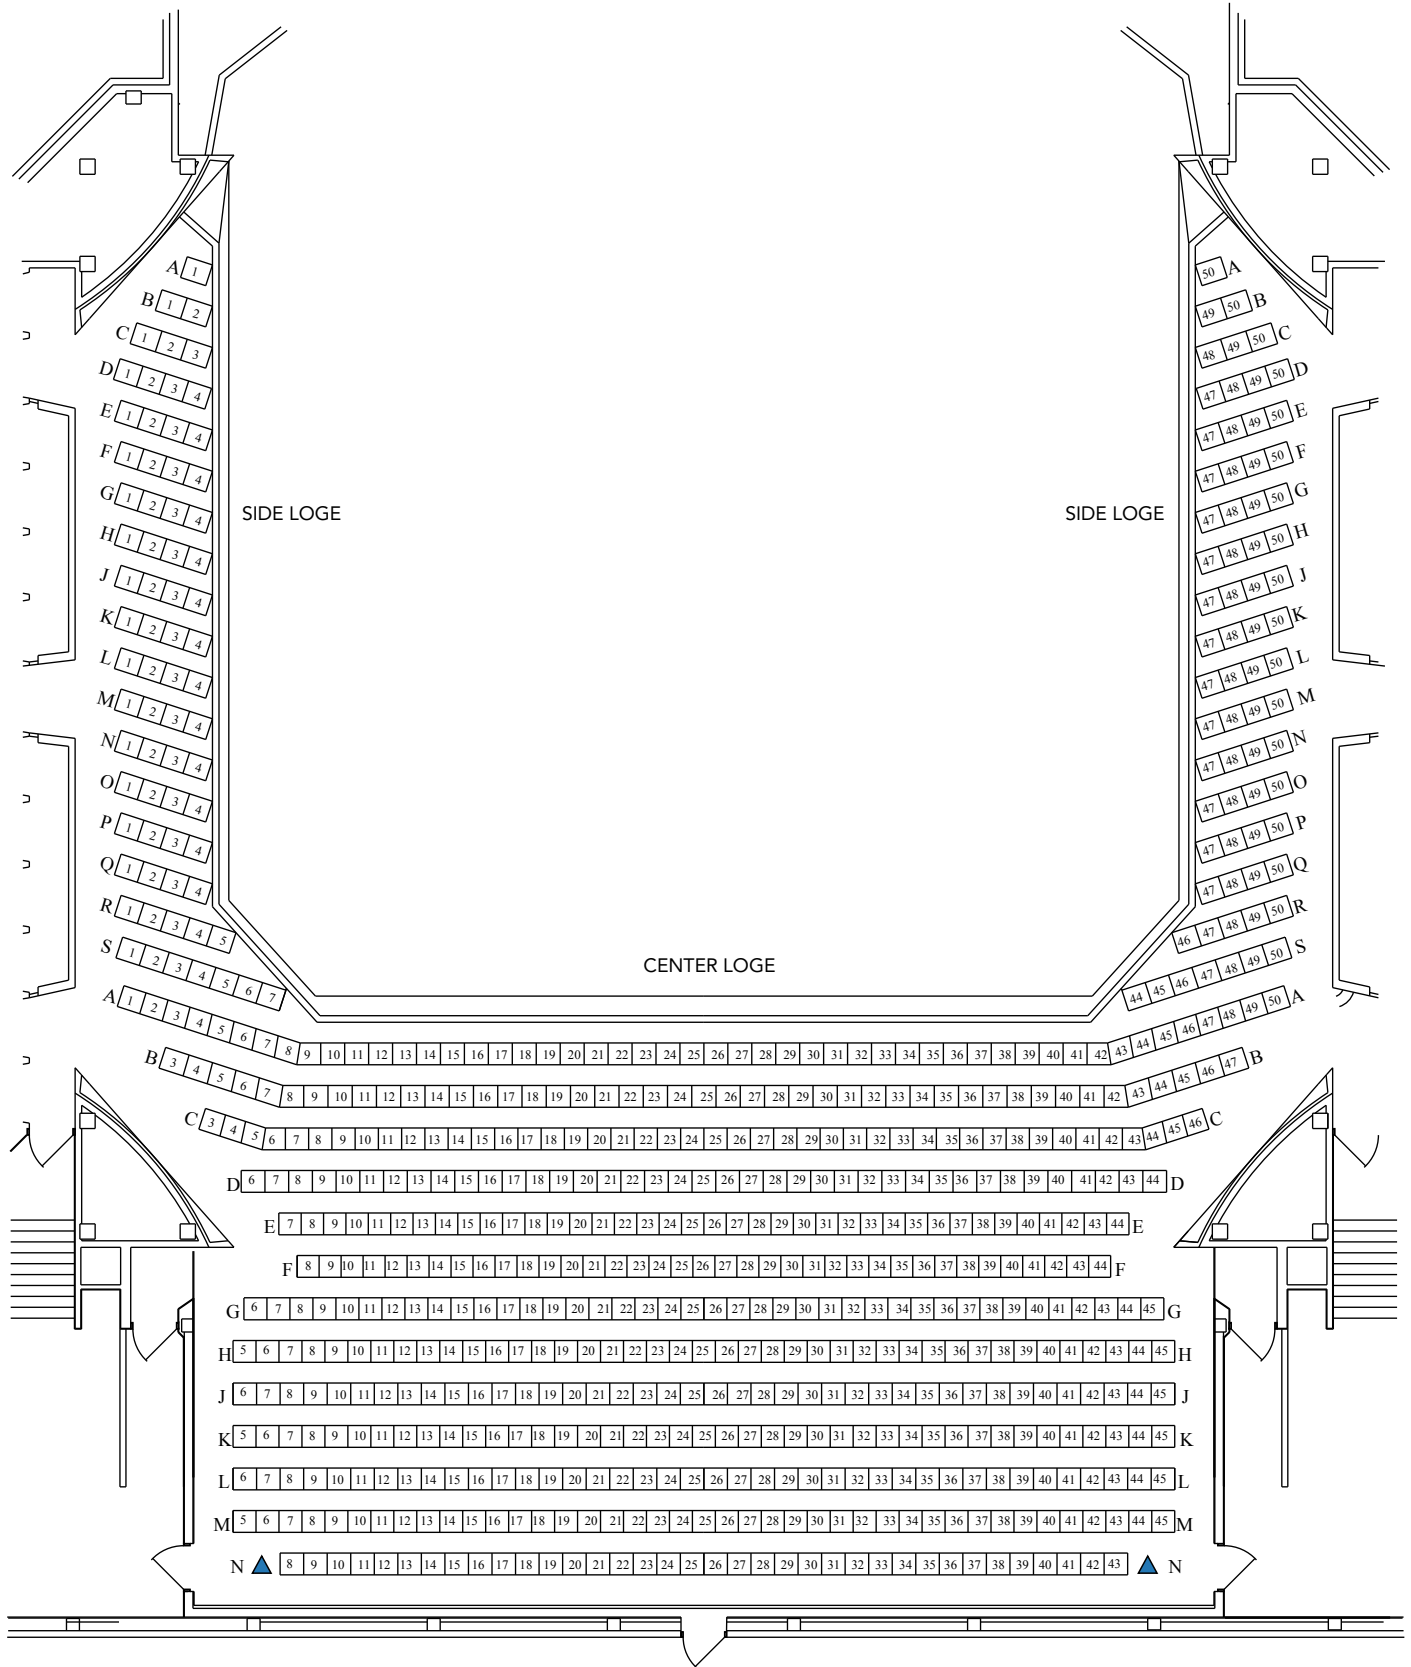 A 1
50 A
B 1 2
49 50 B
C 1 2 3
48 49 50 C
D 1 2 3 4
47 48 49 50 D
E 1 2 3 4
47 48 49 50 E
F 1 2 3 4
47 48 49 50 F
G 1 2 3 4
47 48 49 50 G
SIDE LOGE
SIDE LOGE
H 1 2 3 4
47 48 49 50 H
J 1 2 3 4
47 48 49 50 J
K 1 2 3 4
47 48 49 50 K
L 1 2 3 4
47 48 49 50 L
M 1 2 3 4
47 48 49 50 M
N 1 2 3 4
47 48 49 50 N
O 1 2 3 4
47 48 49 50 O
P 1 2 3 4
47 48 49 50 P
Q 1 2 3 4
47 48 49 50 Q
R 1 2 3 4 5
46 47 48 49 50 R
S 1 2 3 4 5 6 7
44 45 46 47 48 49 50 S
CENTER LOGE
A 1 2 3 4 5 6 7 8 9 10 11 12 13 14 15 16 17 18 19 20 21 22 23 24 25 26 27 28 29 30 31 32 33 34 35 36 37 38 39 40 41 42 43 44 45 46 47 48 49 50 A
B 3 4 5 6 7 8 9 10 11 12 13 14 15 16 17 18 19 20 21 22 23 24 25 26 27 28 29 30 31 32 33 34 35 36 37 38 39 40 41 42 43 44 45 46 47 B
C 3 4 5 6 7 8 9 10 11 12 13 14 15 16 17 18 19 20 21 22 23 24 25 26 27 28 29 30 31 32 33 34 35 36 37 38 39 40 41 42 43 44 45 46 C
D 6 7 8 9 10 11 12 13 14 15 16 17 18 19 20 21 22 23 24 25 26 27 28 29 30 31 32 33 34 35 36 37 38 39 40 41 42 43 44 D
E 7 8 9 10 11 12 13 14 15 16 17 18 19 20 21 22 23 24 25 26 27 28 29 30 31 32 33 34 35 36 37 38 39 40 41 42 43 44 E
F 8 9 10 11 12 13 14 15 16 17 18 19 20 21 22 23 24 25 26 27 28 29 30 31 32 33 34 35 36 37 38 39 40 41 42 43 44 F
G 6 7 8 9 10 11 12 13 14 15 16 17 18 19 20 21 22 23 24 25 26 27 28 29 30 31 32 33 34 35 36 37 38 39 40 41 42 43 44 45 G
H 5 6 7 8 9 10 11 12 13 14 15 16 17 18 19 20 21 22 23 24 25 26 27 28 29 30 31 32 33 34 35 36 37 38 39 40 41 42 43 44 45 H
J 6 7 8 9 10 11 12 13 14 15 16 17 18 19 20 21 22 23 24 25 26 27 28 29 30 31 32 33 34 35 36 37 38 39 40 41 42 43 44 45 J
K 5 6 7 8 9 10 11 12 13 14 15 16 17 18 19 20 21 22 23 24 25 26 27 28 29 30 31 32 33 34 35 36 37 38 39 40 41 42 43 44 45 K
L 6 7 8 9 10 11 12 13 14 15 16 17 18 19 20 21 22 23 24 25 26 27 28 29 30 31 32 33 34 35 36 37 38 39 40 41 42 43 44 45 L
M 5 6 7 8 9 10 11 12 13 14 15 16 17 18 19 20 21 22 23 24 25 26 27 28 29 30 31 32 33 34 35 36 37 38 39 40 41 42 43 44 45 M
N 8 9 10 11 12 13 14 15 16 17 18 19 20 21 22 23 24 25 26 27 28 29 30 31 32 33 34 35 36 37 38 39 40 41 42 43 N